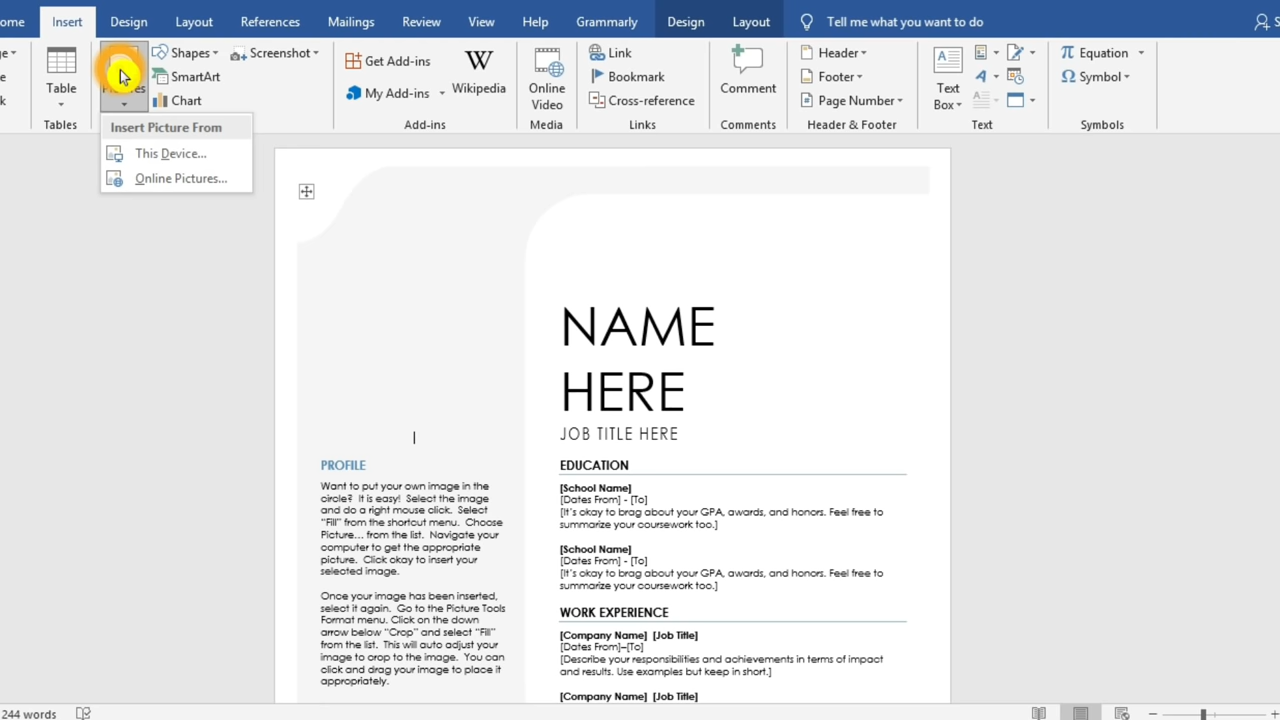 ome Insert Design Layout References Mailings Review View Help Grammarly Design Layout Tell me what you want to do S
Shapes Screenshot Get Add-ins Link Header Equation
SmartArt Bookmark Footer Symbol
Table Wikipedia Online Video Comment Text Box
Chart My Add-ins Cross-reference Page Number
Tables Add-ins Media Links Comments Header & Footer Text Symbols
Insert Picture From
This Device...
Online Pictures...
NAME
HERE
JOB TITLE HERE
PROFILE
Want to put your own image in the
circle? It is easy! Select the image
and do a right mouse click. Select
“Fill” from the shortcut menu. Choose
Picture... from the list. Navigate your
computer to get the appropriate
picture. Click okay to insert your
selected image.
Once your image has been inserted,
select it again. Go to the Picture Tools
Format menu. Click on the down
arrow below “Crop” and select “Fill”
from the list. This will auto adjust your
image to crop to the image. You can
click and drag your image to place it
appropriately.
EDUCATION
[School Name]
[Dates From] - [To]
[It’s okay to brag about your GPA, awards, and honors. Feel free to
summarize your coursework too.]
[School Name]
[Dates From] - [To]
[It’s okay to brag about your GPA, awards, and honors. Feel free to
summarize your coursework too.]
WORK EXPERIENCE
[Company Name] [Job Title]
[Dates From]–[To]
[Describe your responsibilities and achievements in terms of impact
and results. Use examples but keep in short.]
[Company Name] [Job Title]
244 words